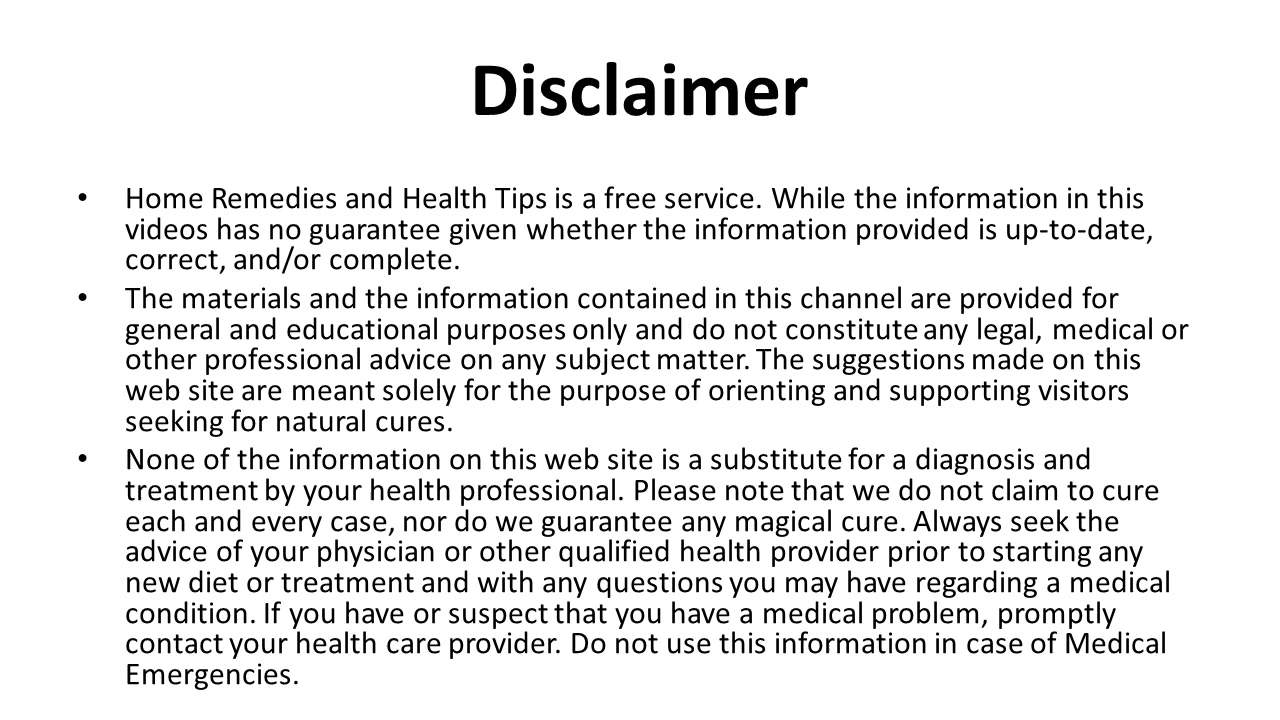 Disclaimer
• Home Remedies and Health Tips is a free service. While the information in this
videos has no guarantee given whether the information provided is up-to-date,
correct, and/or complete.
• The materials and the information contained in this channel are provided for
general and educational purposes only and do not constitute any legal, medical or
other professional advice on any subject matter. The suggestions made on this
web site are meant solely for the purpose of orienting and supporting visitors
seeking for natural cures.
• None of the information on this web site is a substitute for a diagnosis and
treatment by your health professional. Please note that we do not claim to cure
each and every case, nor do we guarantee any magical cure. Always seek the
advice of your physician or other qualified health provider prior to starting any
new diet or treatment and with any questions you may have regarding a medical
condition. If you have or suspect that you have a medical problem, promptly
contact your health care provider. Do not use this information in case of Medical
Emergencies.